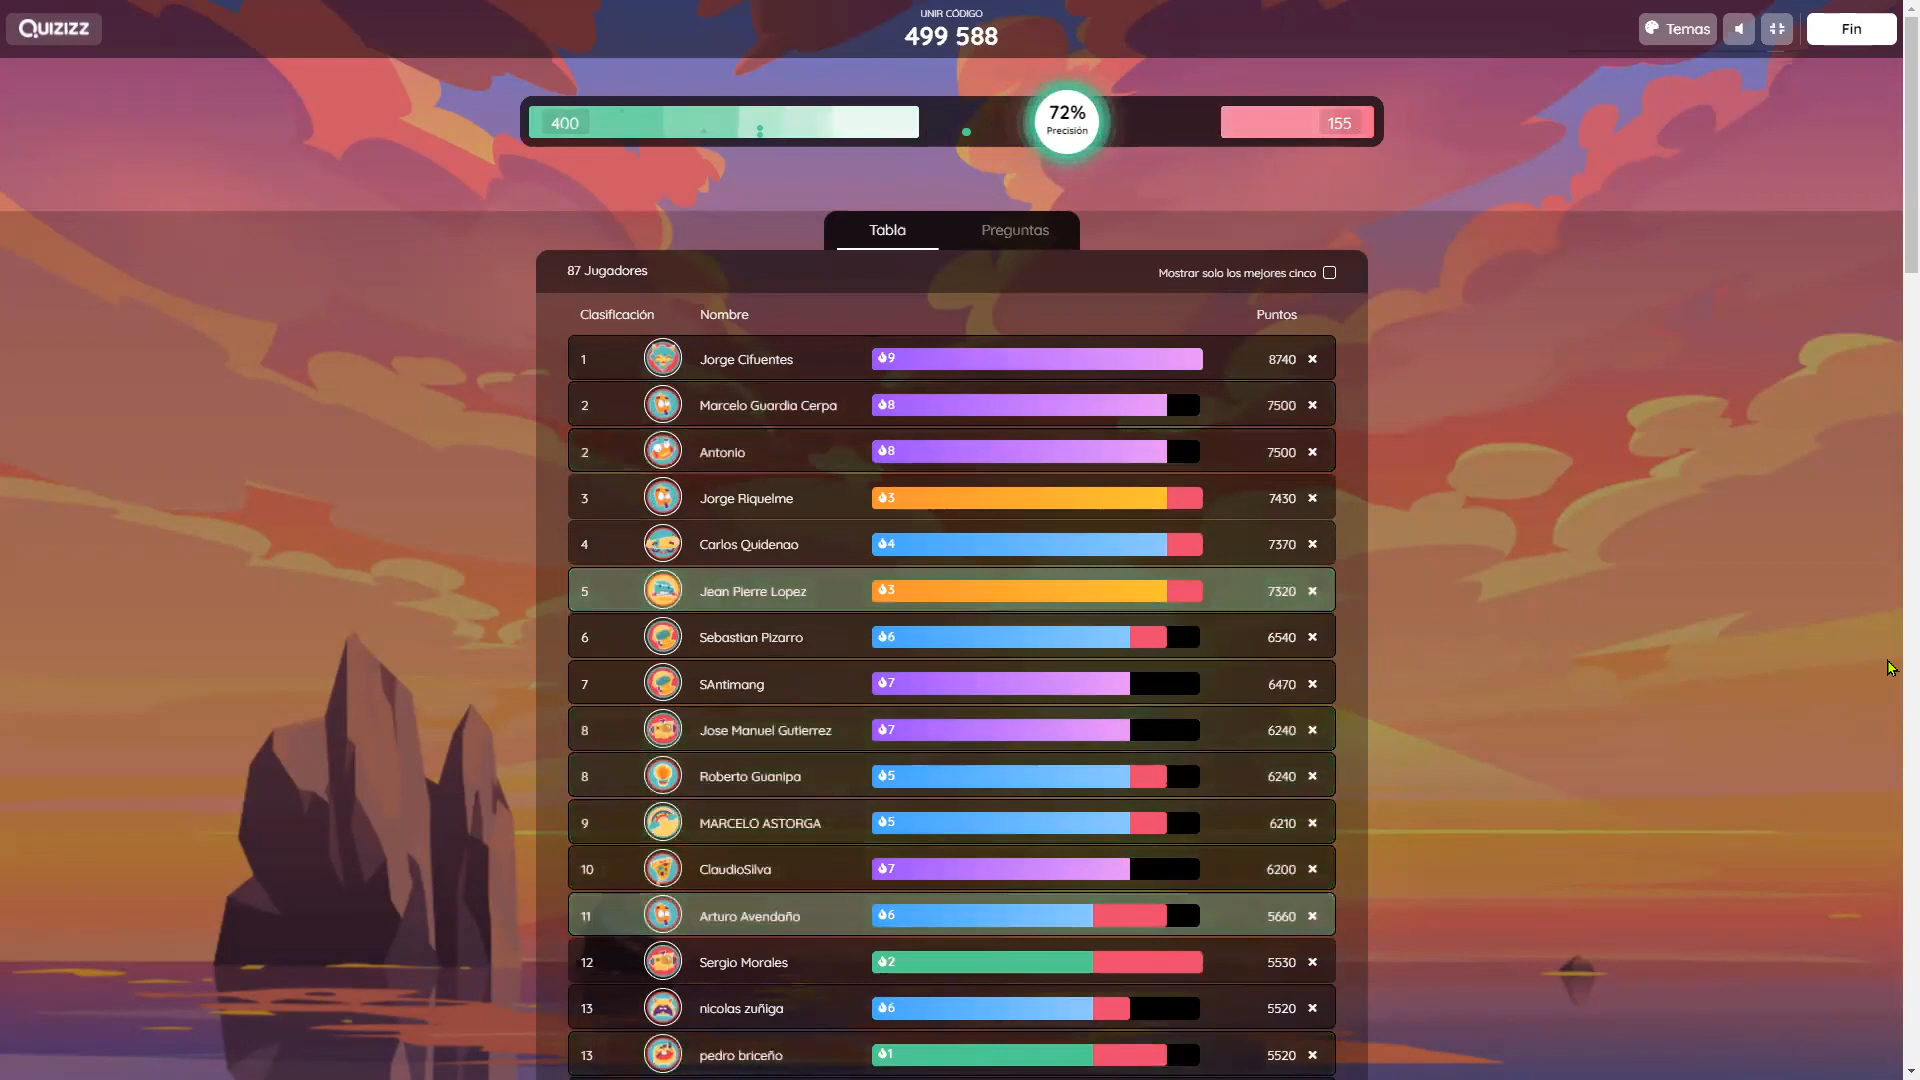 QUIZIZZ
UNIR CÓDIGO
499 588
Temas
Fin
400
72%
Precisión
155
Tabla
Preguntas
87 Jugadores
Mostrar solo los mejores cinco
Clasificación Nombre Puntos
1 Jorge Cifuentes 9 8740
2 Marcelo Guardia Cerpa 8 7500
2 Antonio 8 7500
3 Jorge Riquelme 3 7430
4 Carlos Quidenao 4 7370
5 Jean Pierre Lopez 3 7320
6 Sebastian Pizarro 6 6540
7 SAntimang 7 6470
8 Jose Manuel Gutierrez 7 6240
8 Roberto Guanipa 5 6240
9 MARCELO ASTORGA 5 6210
10 ClaudioSilva 7 6200
11 Arturo Avendaño 6 5660
12 Sergio Morales 2 5530
13 nicolas zuñiga 6 5520
13 pedro briceño 1 5520